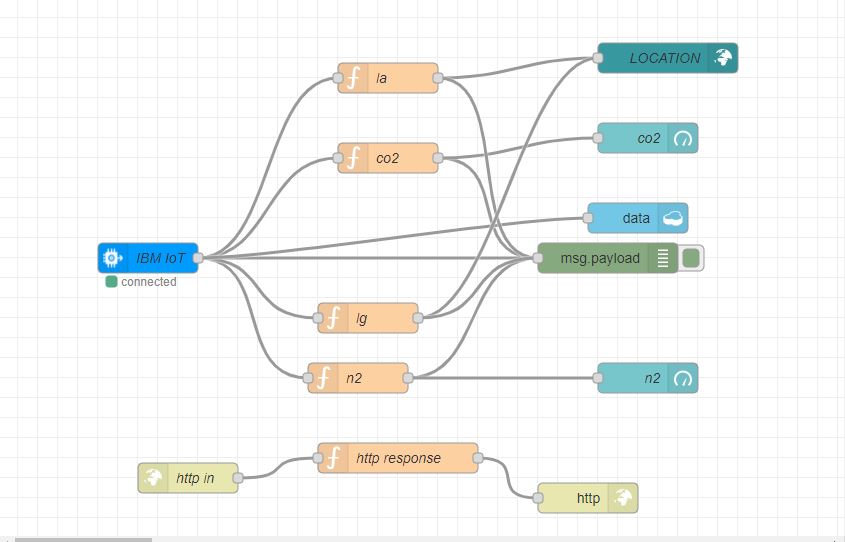 la
LOCATION
co2
co2
data
IBM IoT
connected
msg.payload
lg
n2
n2
http in
http response
http